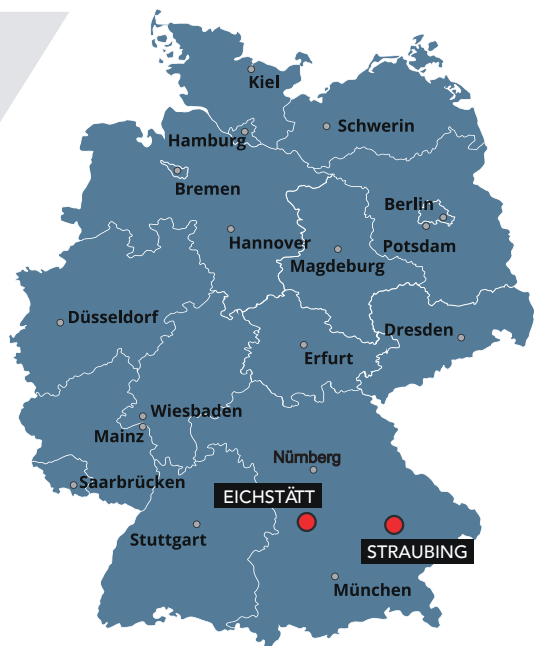 Kiel
Schwerin
Hamburg
Bremen
Berlin
Hannover
Potsdam
Magdeburg
Düsseldorf
Dresden
Erfurt
Wiesbaden
Mainz
Nürnberg
Saarbrücken
EICHSTÄTT
Stuttgart
STRAUBING
München